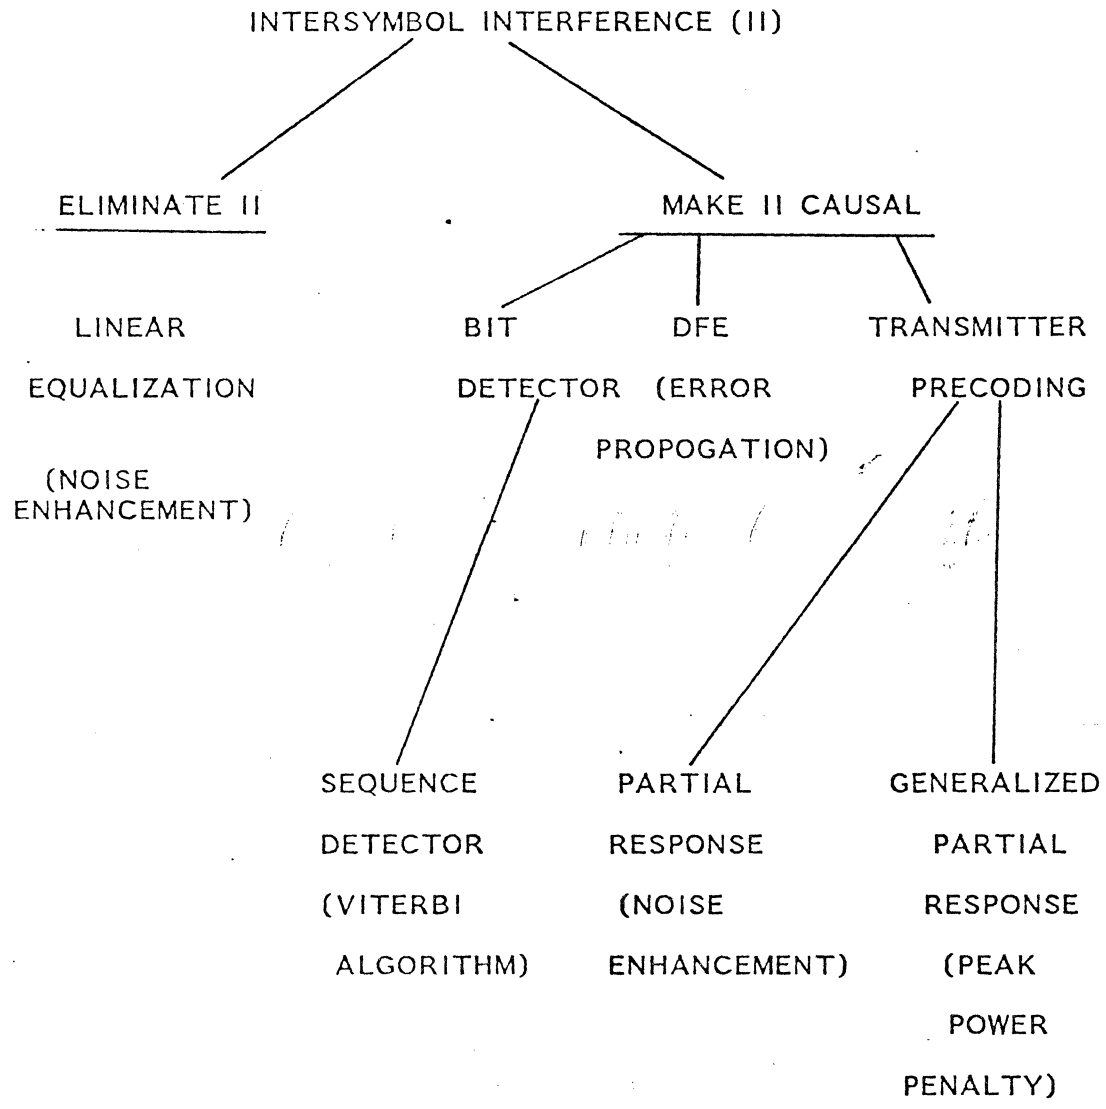 INTERSYMBOL INTERFERENCE (II)
ELIMINATE II
MAKE II CAUSAL
LINEAR
EQUALIZATION
(NOISE
ENHANCEMENT)
BIT
DETECTOR
DFE
(ERROR
PROPOGATION)
TRANSMITTER
PRECODING
SEQUENCE
DETECTOR
(VITERBI
ALGORITHM)
PARTIAL
RESPONSE
(NOISE
ENHANCEMENT)
GENERALIZED
PARTIAL
RESPONSE
(PEAK
POWER
PENALTY)